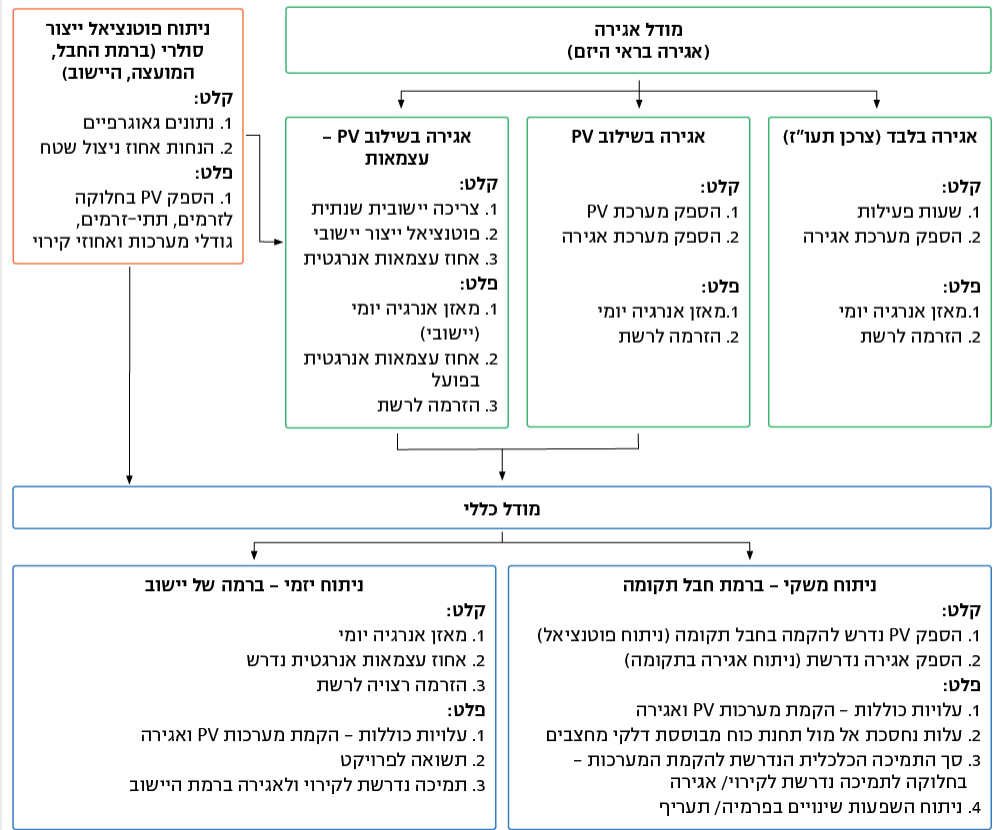 מודל אגירה
(אגירה בראי היזם)
ניתוח פוטנציאל ייצור
סולרי (ברמת החבל,
המועצה, היישוב)
קלט:
1. נתונים גאוגרפיים
2. הנחות אחוז ניצול שטח
פלט:
1. הספק PV בחלוקה
לזרמים, תתי-זרמים,
גודלי מערכות ואחוזי קירוי
אגירה בלבד (צרכן תעו"ז)
קלט:
1. שעות פעילות
2. הספק מערכת אגירה
פלט:
1.מאזן אנרגיה יומי
2. הזרמה לרשת
אגירה בשילוב PV
קלט:
1. הספק מערכת PV
2. הספק מערכת אגירה
פלט:
1.מאזן אנרגיה יומי
2. הזרמה לרשת
אגירה בשילוב PV –
עצמאות
קלט:
1. צריכה יישובית שנתית
2. פוטנציאל ייצור יישובי
3. אחוז עצמאות אנרגטית
פלט:
1. מאזן אנרגיה יומי
(יישובי)
2. אחוז עצמאות אנרגטית
בפועל
3. הזרמה לרשת
מודל כללי
ניתוח משקי – ברמת חבל תקומה
קלט:
1. הספק PV נדרש להקמה בחבל תקומה (ניתוח פוטנציאל)
2. הספק אגירה נדרשת (ניתוח אגירה בתקומה)
פלט:
1. עלויות כוללות – הקמת מערכות PV ואגירה
2. עלות נחסכת אל מול תחנת כוח מבוססת דלקי מחצבים
3. סך התמיכה הכלכלית הנדרשת להקמת המערכות –
בחלוקה לתמיכה נדרשת לקירוי/ אגירה
4. ניתוח השפעות שינויים בפרמיה/ תעריף
ניתוח יזמי – ברמה של יישוב
קלט:
1. מאזן אנרגיה יומי
2. אחוז עצמאות אנרגטית נדרש
3. הזרמה רצויה לרשת
פלט:
1. עלויות כוללות – הקמת מערכות PV ואגירה
2. תשואה לפרויקט
3. תמיכה נדרשת לקירוי ולאגירה ברמת היישוב